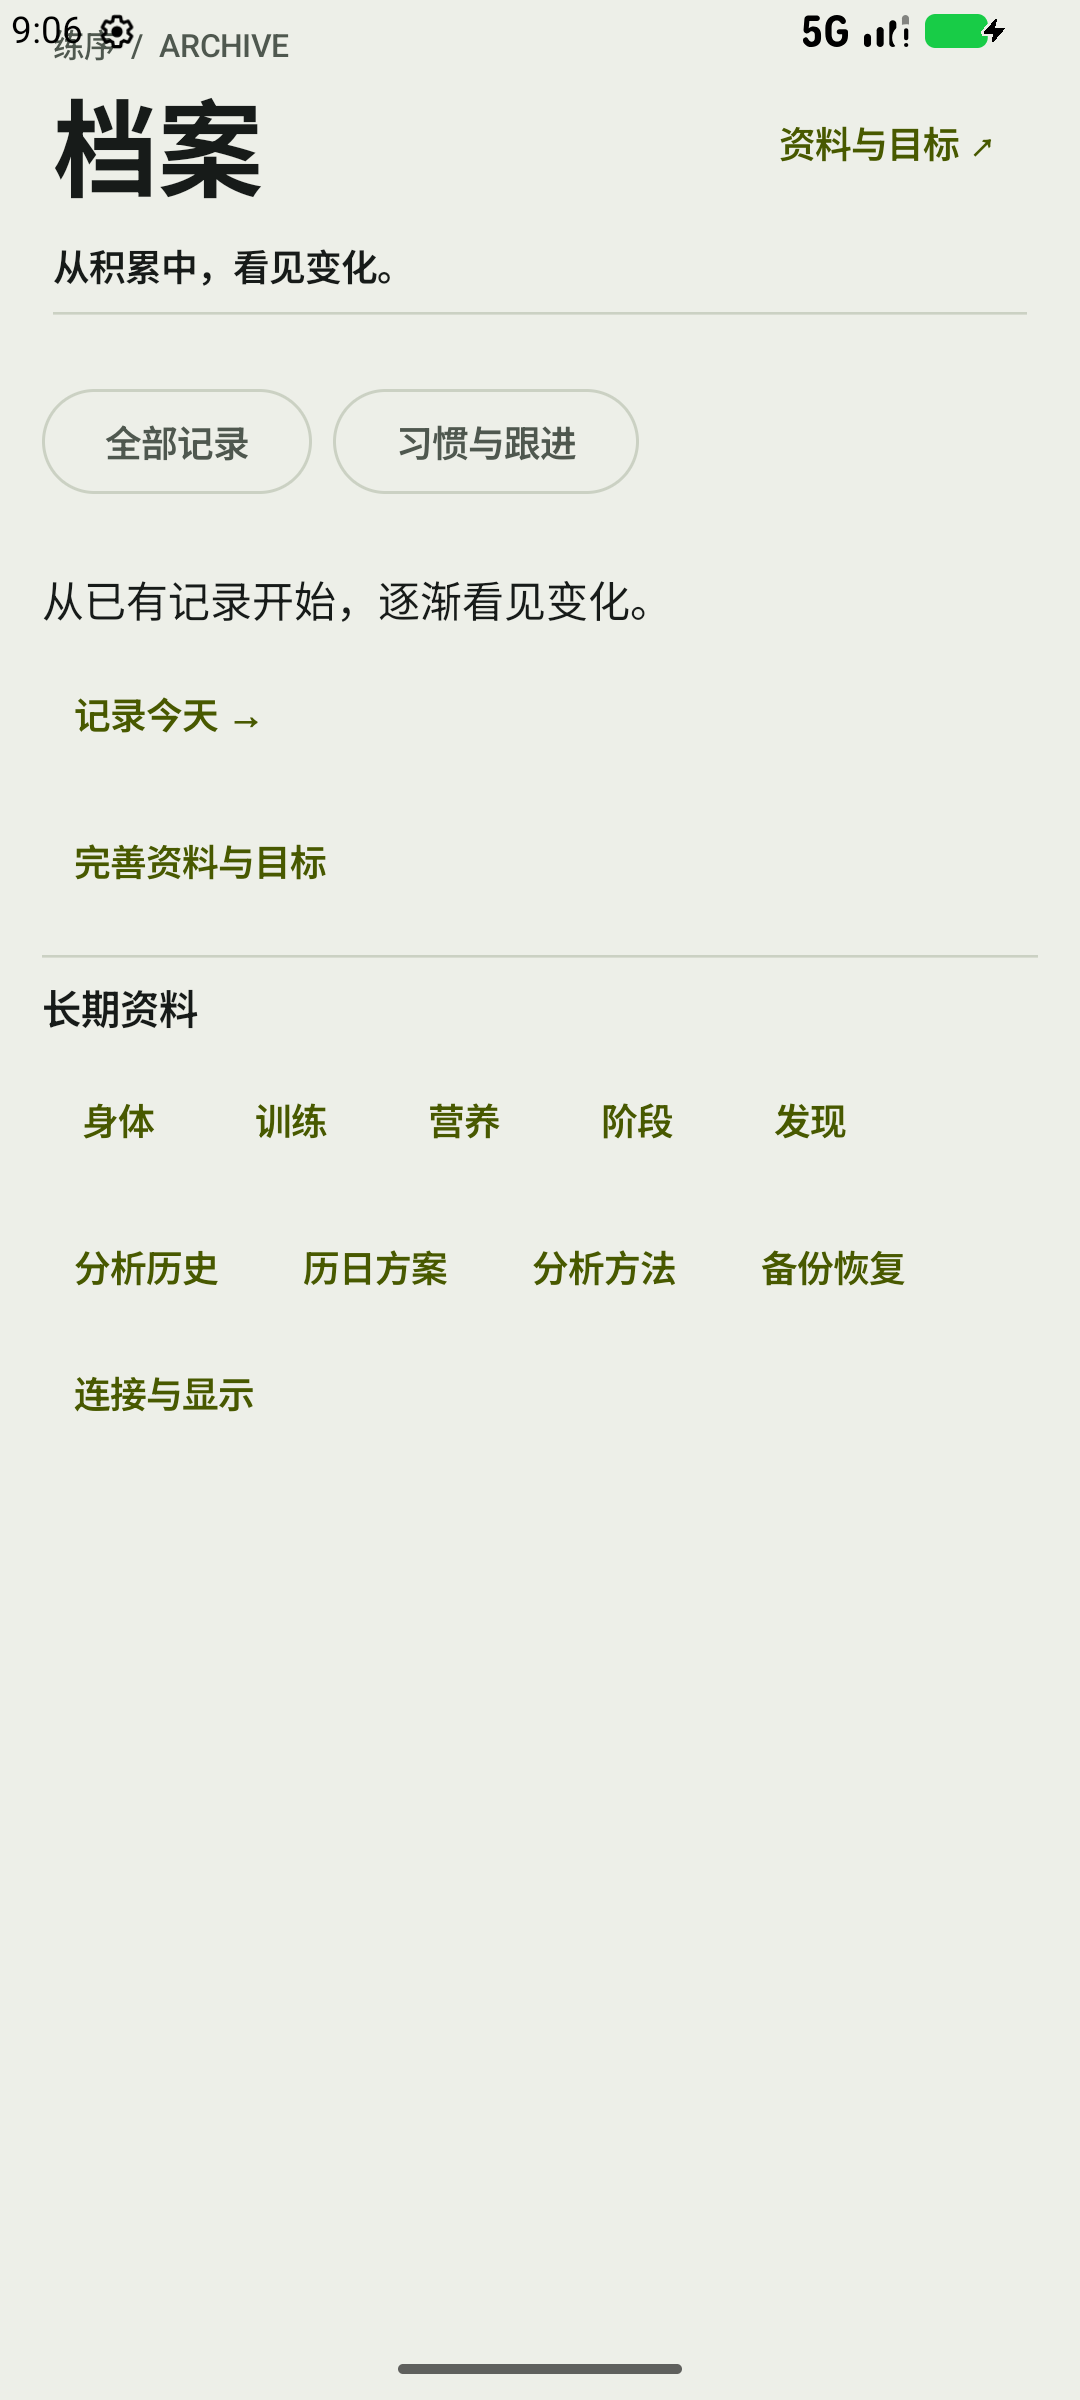 9:06 5G
练序 / ARCHIVE
档案
资料与目标 ↗
从积累中，看见变化。
全部记录 习惯与跟进
从已有记录开始，逐渐看见变化。
记录今天 →
完善资料与目标
长期资料
身体 训练 营养 阶段 发现
分析历史 历日方案 分析方法 备份恢复
连接与显示